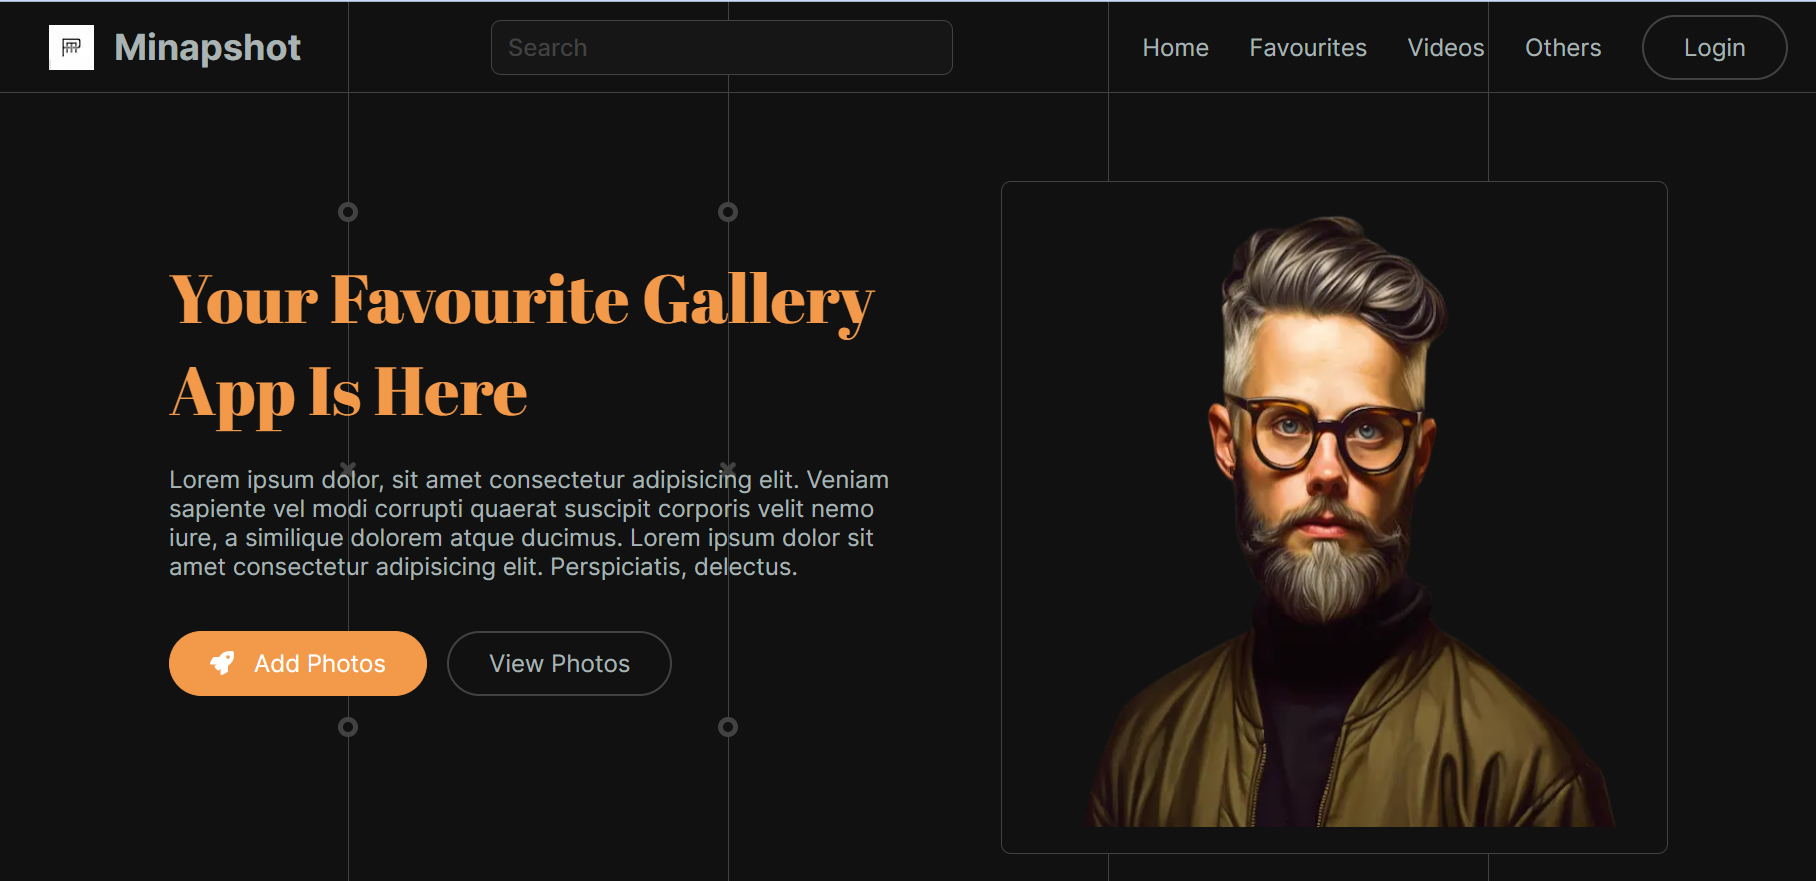 Minapshot
Search
Home
Favourites
Videos
Others
Login
Your Favourite Gallery
App Is Here
Lorem ipsum dolor, sit amet consectetur adipisicing elit. Veniam
sapiente vel modi corrupti quaerat suscipit corporis velit nemo
iure, a similique dolorem atque ducimus. Lorem ipsum dolor sit
amet consectetur adipisicing elit. Perspiciatis, delectus.
Add Photos
View Photos